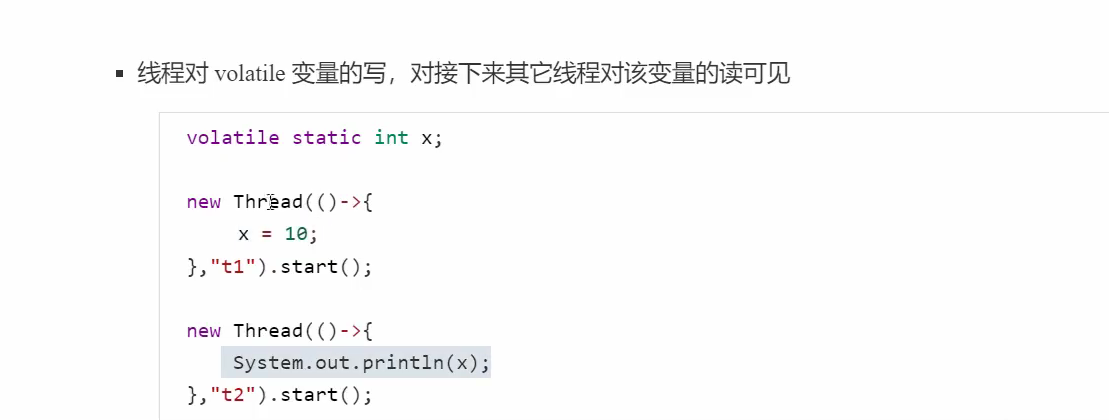 线程对 volatile 变量的写，对接下来其它线程对该变量的读可见
volatile static int x;
new Thread(()->{
x = 10;
},"t1").start();
new Thread(()->{
System.out.println(x);
},"t2").start();